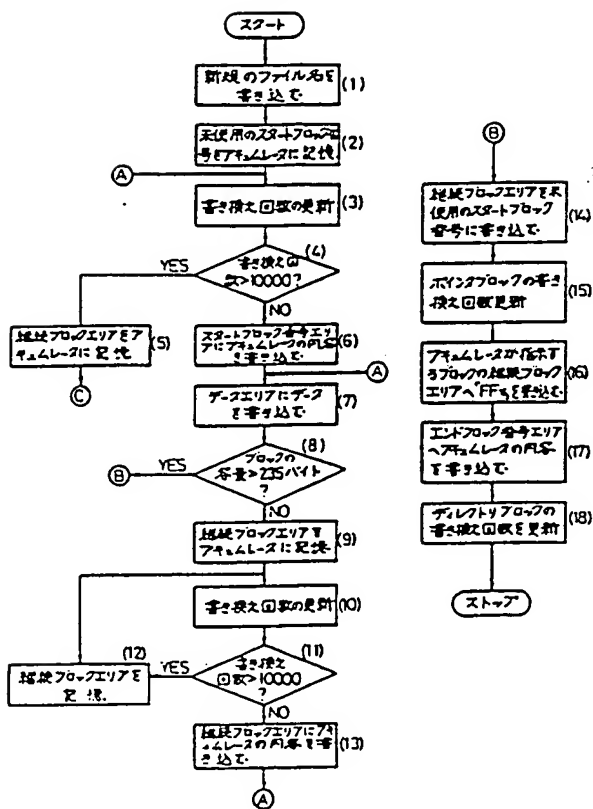 スタート
新規のファイル名を
書き込む
(1)
未使用のスタートブロック番
号をアキュムレータに記憶
(2)
A
書き換え回数の更新
(3)
(4)
書き換え回
数>10000?
YES
NO
継続ブロックエリアをア
キュムレータに記憶
(5)
C
スタートブロック番号エリ
アにアキュムレータの内容
を書き込む
(6)
A
データエリアにデータ
を書き込む
(7)
(8)
ブロックの
容量>235バイト
?
YES
B
NO
継続ブロックエリアを
アキュムレータに記憶
(9)
書き換え回数の更新
(10)
(11)
書き換え
回数>10000
?
YES
(12)
継続ブロックエリアを
記憶
NO
継続ブロックエリアにアキ
ュムレータの内容を書き
込む
(13)
A
B
継続ブロックエリアを未
使用のスタートブロック
番号に書き込む
(14)
ポインタブロックの書き
換え回数更新
(15)
アキュムレータが指示す
るブロックの継続ブロック
エリアへ"FF"を書き込む
(16)
エンドブロック番号エリア
へアキュムレータの内容
を書き込む
(17)
ディレクトリブロックの
書き換え回数を更新
(18)
ストップ